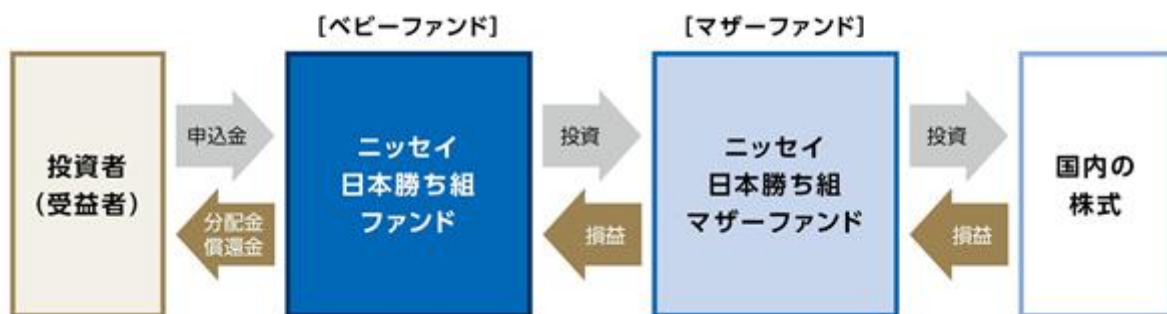 [ベビーファンド]
[マザーファンド]
投資者
(受益者)
申込金
分配金
償還金
ニッセイ
日本勝ち組
ファンド
投資
損益
ニッセイ
日本勝ち組
マザーファンド
投資
損益
国内の
株式